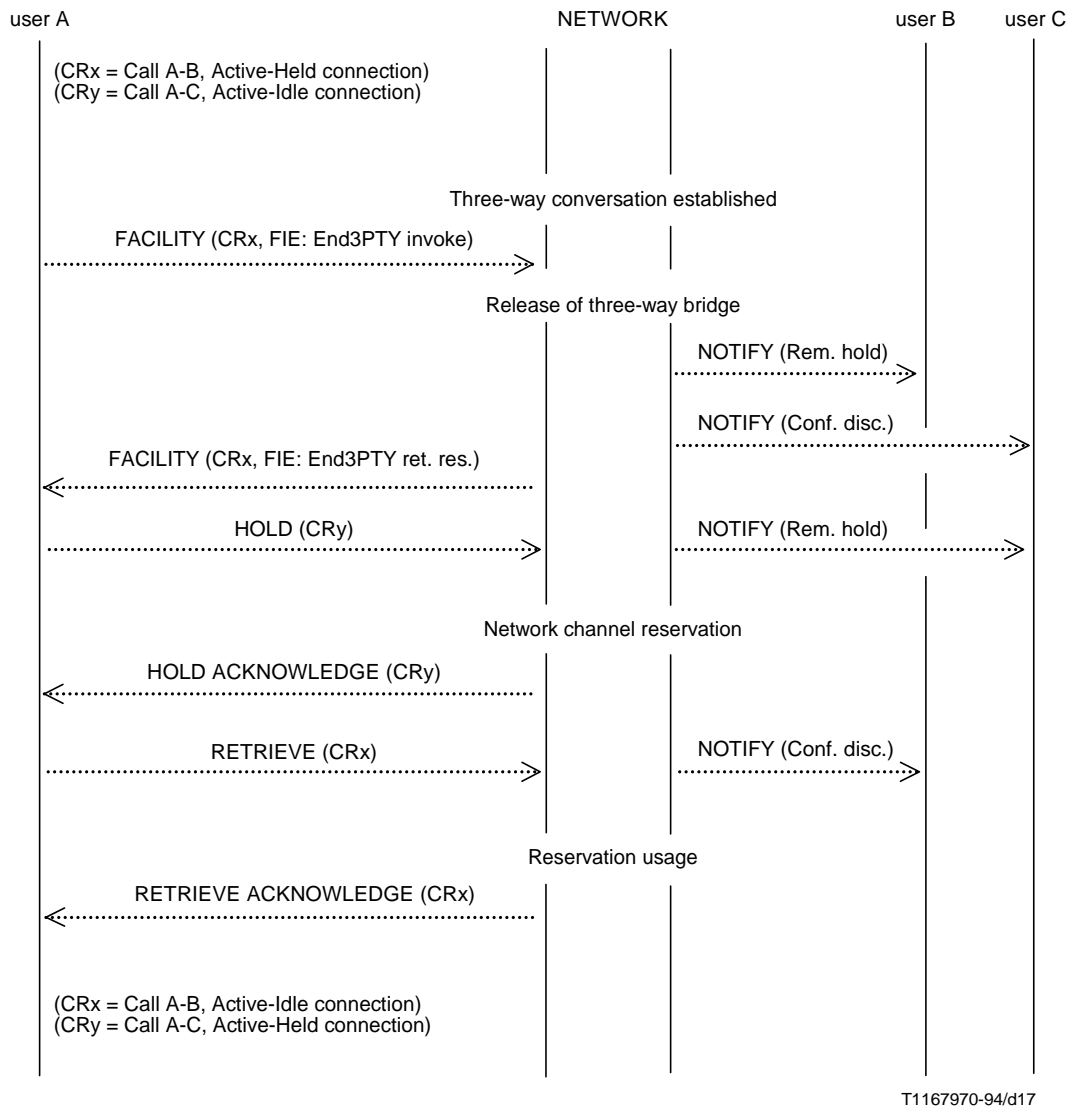 user A
NETWORK
user B
user C
(CRx = Call A-B, Active-Held connection)
(CRy = Call A-C, Active-Idle connection)
Three-way conversation established
FACILITY (CRx, FIE: End3PTY invoke)
Release of three-way bridge
NOTIFY (Rem. hold)
NOTIFY (Conf. disc.)
FACILITY (CRx, FIE: End3PTY ret. res.)
HOLD (CRy)
NOTIFY (Rem. hold)
Network channel reservation
HOLD ACKNOWLEDGE (CRy)
RETRIEVE (CRx)
NOTIFY (Conf. disc.)
Reservation usage
RETRIEVE ACKNOWLEDGE (CRx)
(CRx = Call A-B, Active-Idle connection)
(CRy = Call A-C, Active-Held connection)
T1167970-94/d17